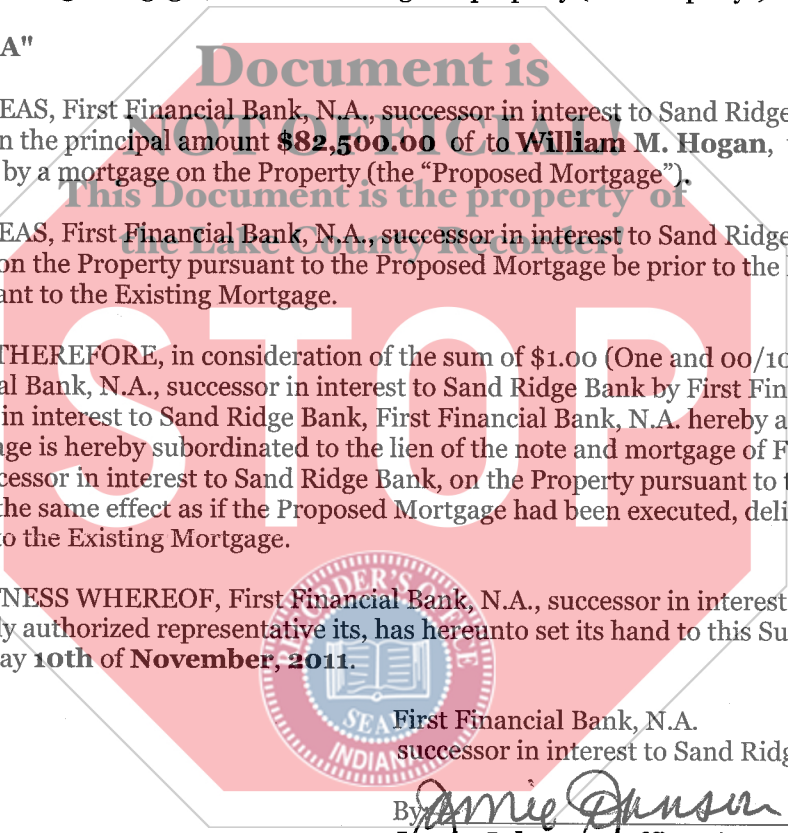 A"
Document is
EAS, First Financial Bank, N.A., successor in interest to Sand Ridge
NOT OFFICIAL!
n the principal amount $82,500.00 of to William M. Hogan,
by a mortgage on the Property (the “Proposed Mortgage”).
This Document is the property of
EAS, First Financial Bank, N.A., successor in interest to Sand Ridge
the Lake County Recorder!
on the Property pursuant to the Proposed Mortgage be prior to the
ant to the Existing Mortgage.
STOP
THEREFORE, in consideration of the sum of $1.00 (One and 00/10
al Bank, N.A., successor in interest to Sand Ridge Bank by First Fin
in interest to Sand Ridge Bank, First Financial Bank, N.A. hereby a
ge is hereby subordinated to the lien of the note and mortgage of F
cessor in interest to Sand Ridge Bank, on the Property pursuant to t
he same effect as if the Proposed Mortgage had been executed, deli
o the Existing Mortgage.
NESS WHEREOF, First Financial Bank, N.A., successor in interest
ly authorized representative its, has hereunto set its hand to this Su
ay 10th of November, 2011.
RECORDER'S OFFICE
SEAL
INDIANA
First Financial Bank, N.A.
successor in interest to Sand Ridg
By